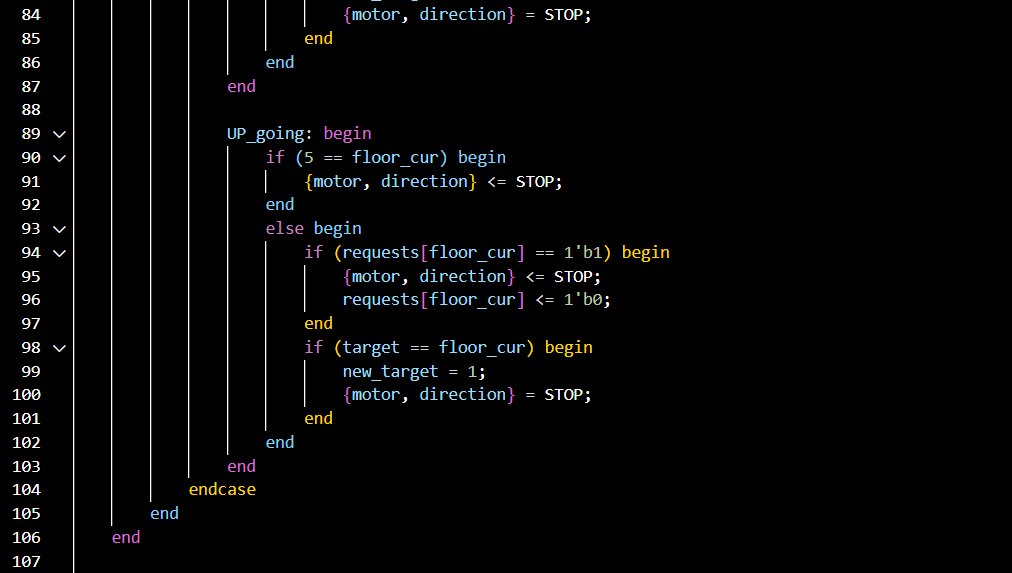 84 {motor, direction} = STOP;
85 end
86 end
87 end
88
89 UP_going: begin
90 if (5 == floor_cur) begin
91 {motor, direction} <= STOP;
92 end
93 else begin
94 if (requests[floor_cur] == 1'b1) begin
95 {motor, direction} <= STOP;
96 requests[floor_cur] <= 1'b0;
97 end
98 if (target == floor_cur) begin
99 new_target = 1;
100 {motor, direction} = STOP;
101 end
102 end
103 end
104 endcase
105 end
106 end
107